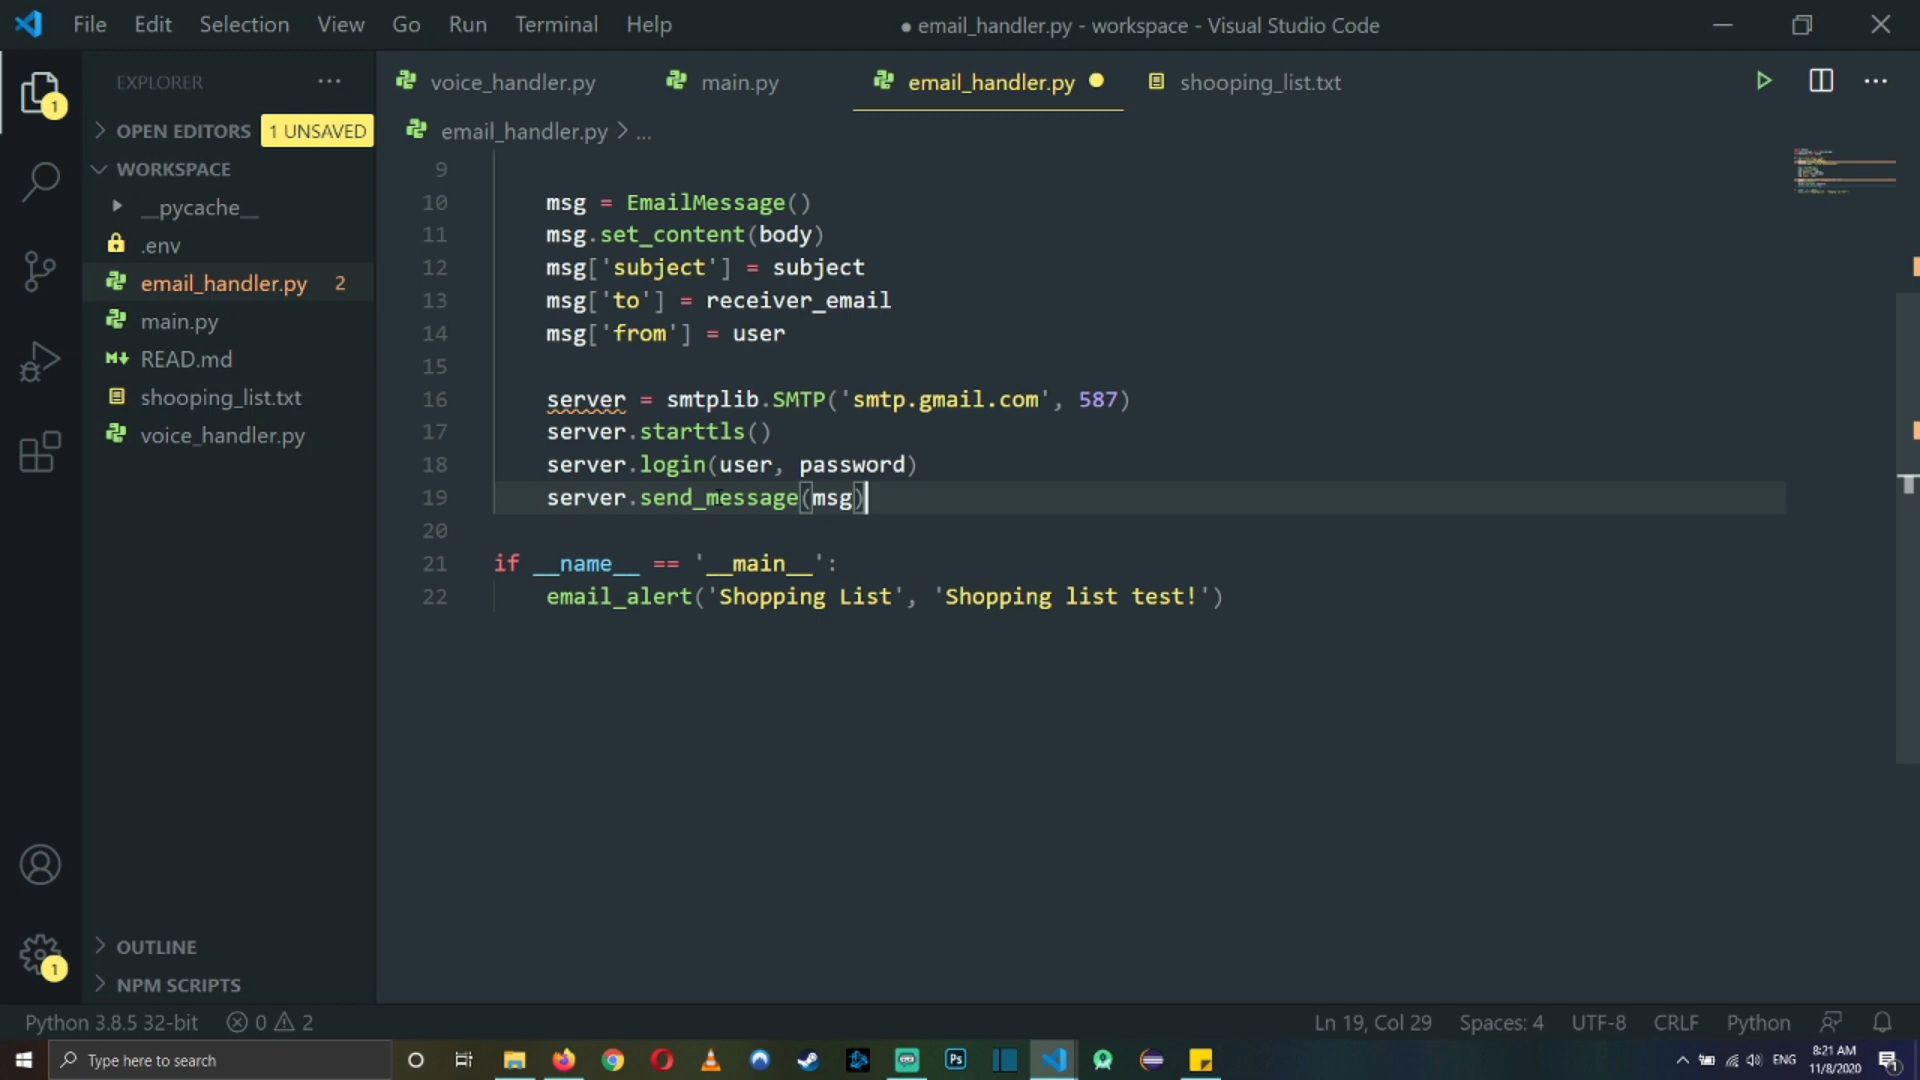 File Edit Selection View Go Run Terminal Help
● email_handler.py - workspace - Visual Studio Code
EXPLORER
1
OPEN EDITORS 1 UNSAVED
WORKSPACE
__pycache__
.env
email_handler.py 2
main.py
READ.md
shooping_list.txt
voice_handler.py
OUTLINE
NPM SCRIPTS
1
voice_handler.py main.py email_handler.py shooping_list.txt
email_handler.py > ...
9
10 msg = EmailMessage()
11 msg.set_content(body)
12 msg['subject'] = subject
13 msg['to'] = receiver_email
14 msg['from'] = user
15
16 server = smtplib.SMTP('smtp.gmail.com', 587)
17 server.starttls()
18 server.login(user, password)
19 server.send_message(msg)
20
21 if __name__ == '__main__':
22 email_alert('Shopping List', 'Shopping list test!')
Python 3.8.5 32-bit 0 2 Ln 19, Col 29 Spaces: 4 UTF-8 CRLF Python
Type here to search Ps ENG 8:21 AM 1
11/8/2020